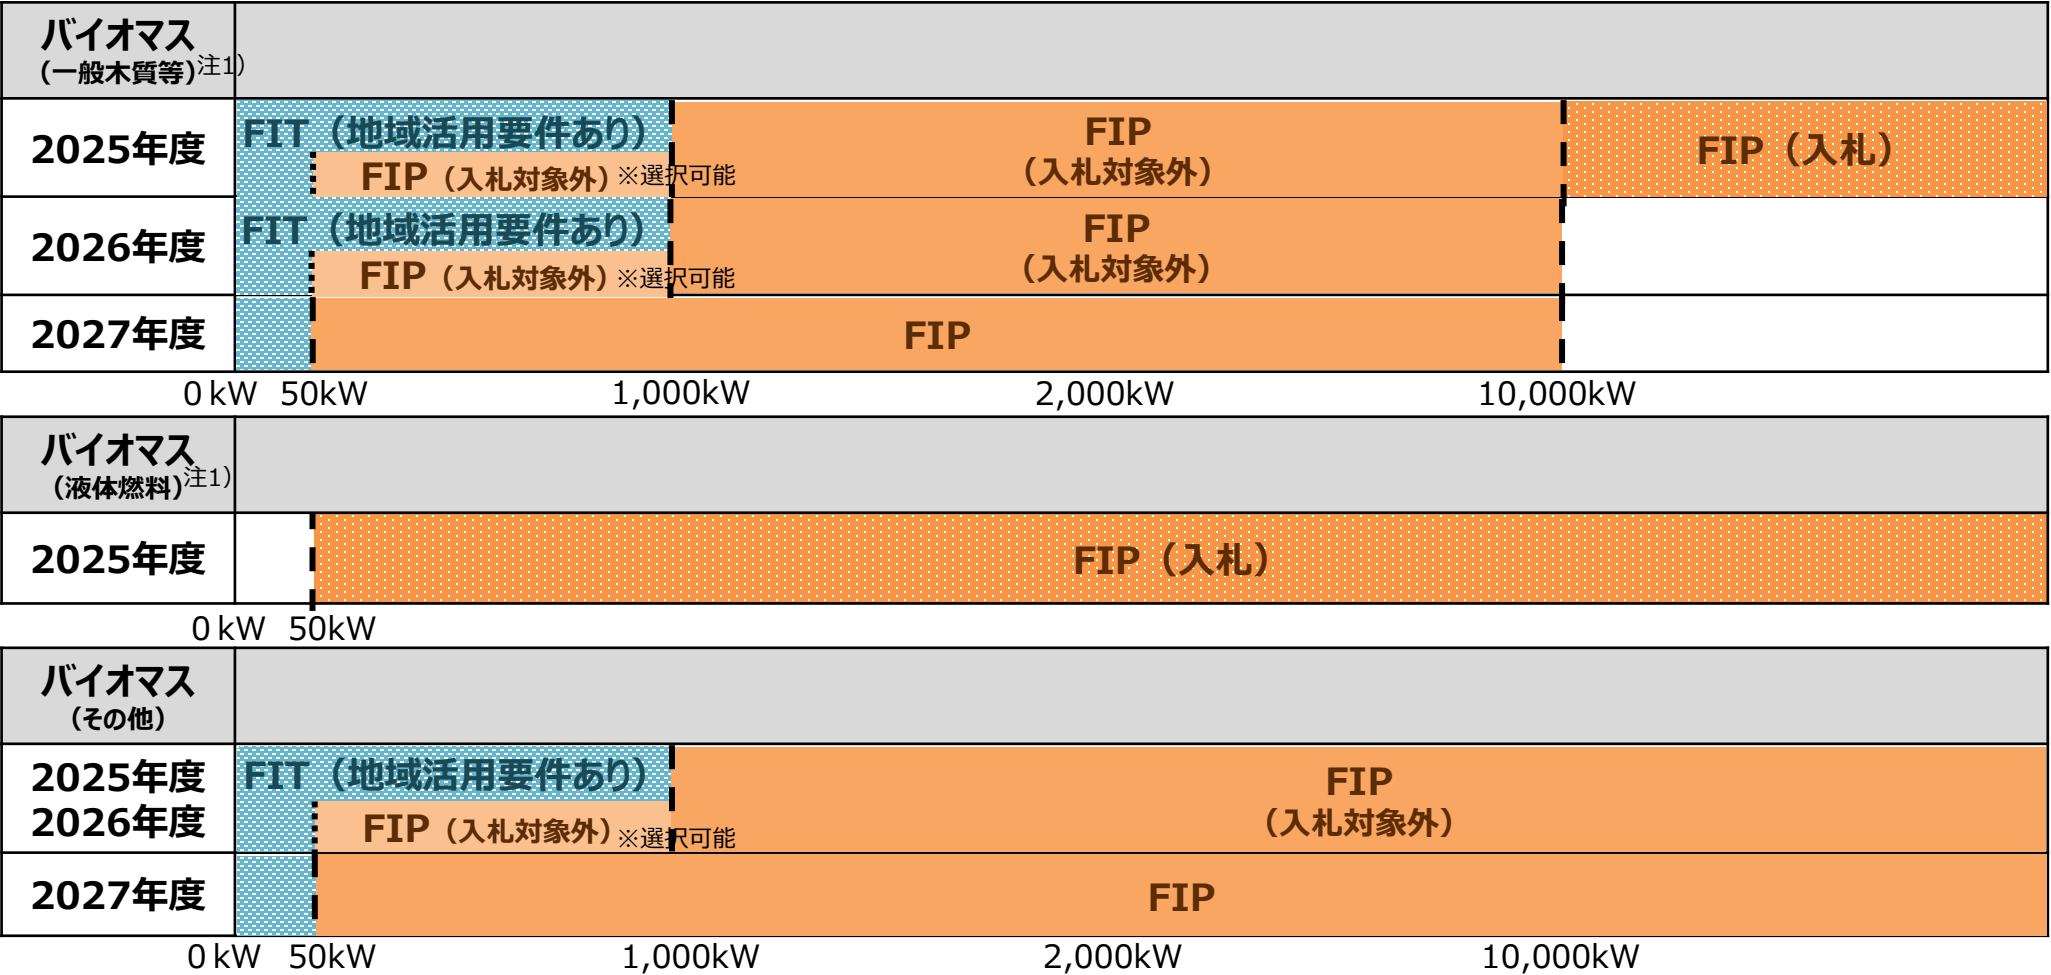 バイオマス
（一般木質等）注1）
2025年度
FIT（地域活用要件あり）
FIP（入札対象外）※選択可能
FIP
（入札対象外）
FIP（入札）
2026年度
FIT（地域活用要件あり）
FIP（入札対象外）※選択可能
FIP
（入札対象外）
2027年度
FIP
0 kW 50kW 1,000kW 2,000kW 10,000kW
バイオマス
（液体燃料）注1）
2025年度
FIP（入札）
0 kW 50kW
バイオマス
（その他）
2025年度
2026年度
FIT（地域活用要件あり）
FIP（入札対象外）※選択可能
FIP
（入札対象外）
2027年度
FIP
0 kW 50kW 1,000kW 2,000kW 10,000kW